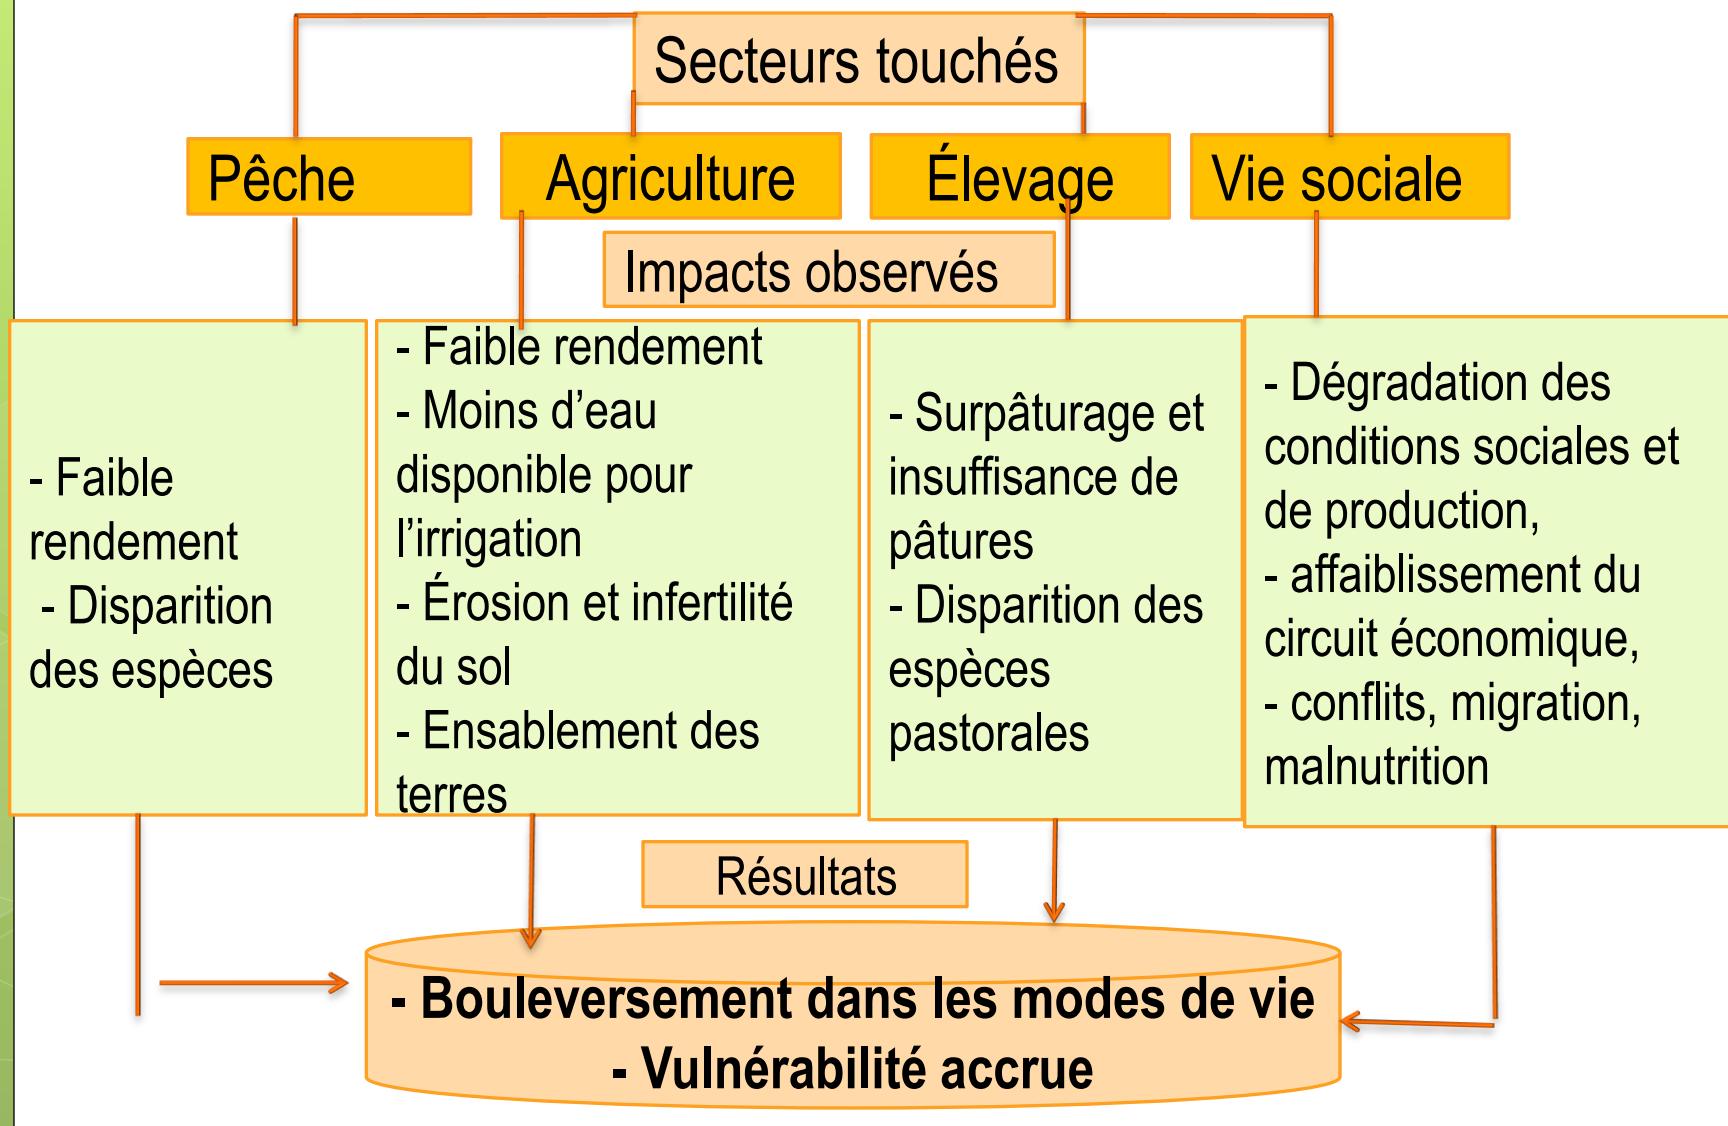 Secteurs touchés
Pêche
Agriculture
Élevage
Vie sociale
Impacts observés
- Faible
rendement
- Disparition
des espèces
- Faible rendement
- Moins d’eau
disponible pour
l’irrigation
- Érosion et infertilité
du sol
- Ensablement des
terres
- Surpâturage et
insuffisance de
pâtures
- Disparition des
espèces
pastorales
- Dégradation des
conditions sociales et
de production,
- affaiblissement du
circuit économique,
- conflits, migration,
malnutrition
Résultats
- Bouleversement dans les modes de vie
- Vulnérabilité accrue